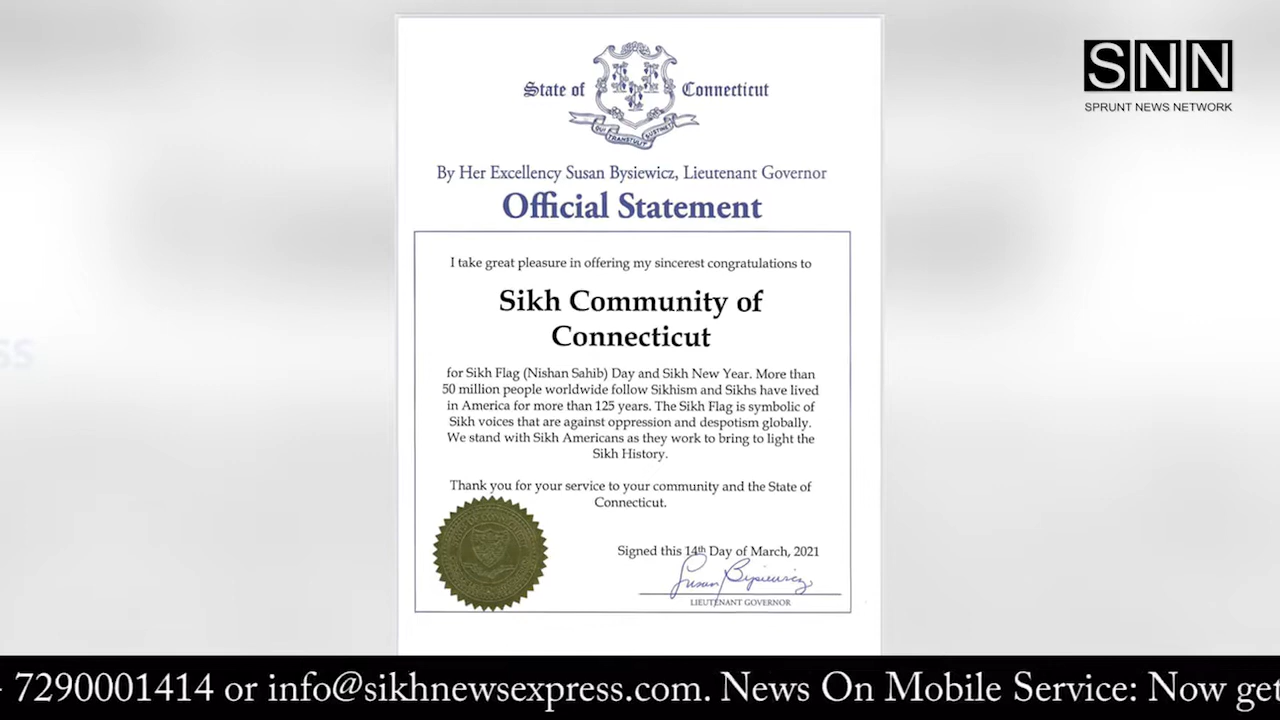 SNN
SPRUNT NEWS NETWORK
State of Connecticut
QUI TRANSTULIT SUSTINET
By Her Excellency Susan Bysiewicz, Lieutenant Governor
Official Statement
I take great pleasure in offering my sincerest congratulations to
Sikh Community of
Connecticut
for Sikh Flag (Nishan Sahib) Day and Sikh New Year. More than
50 million people worldwide follow Sikhism and Sikhs have lived
in America for more than 125 years. The Sikh Flag is symbolic of
Sikh voices that are against oppression and despotism globally.
We stand with Sikh Americans as they work to bring to light the
Sikh History.
Thank you for your service to your community and the State of
Connecticut.
Signed this 14th Day of March, 2021
Susan Bysiewicz
LIEUTENANT GOVERNOR
- 7290001414 or info@sikhnewsexpress.com. News On Mobile Service: Now get